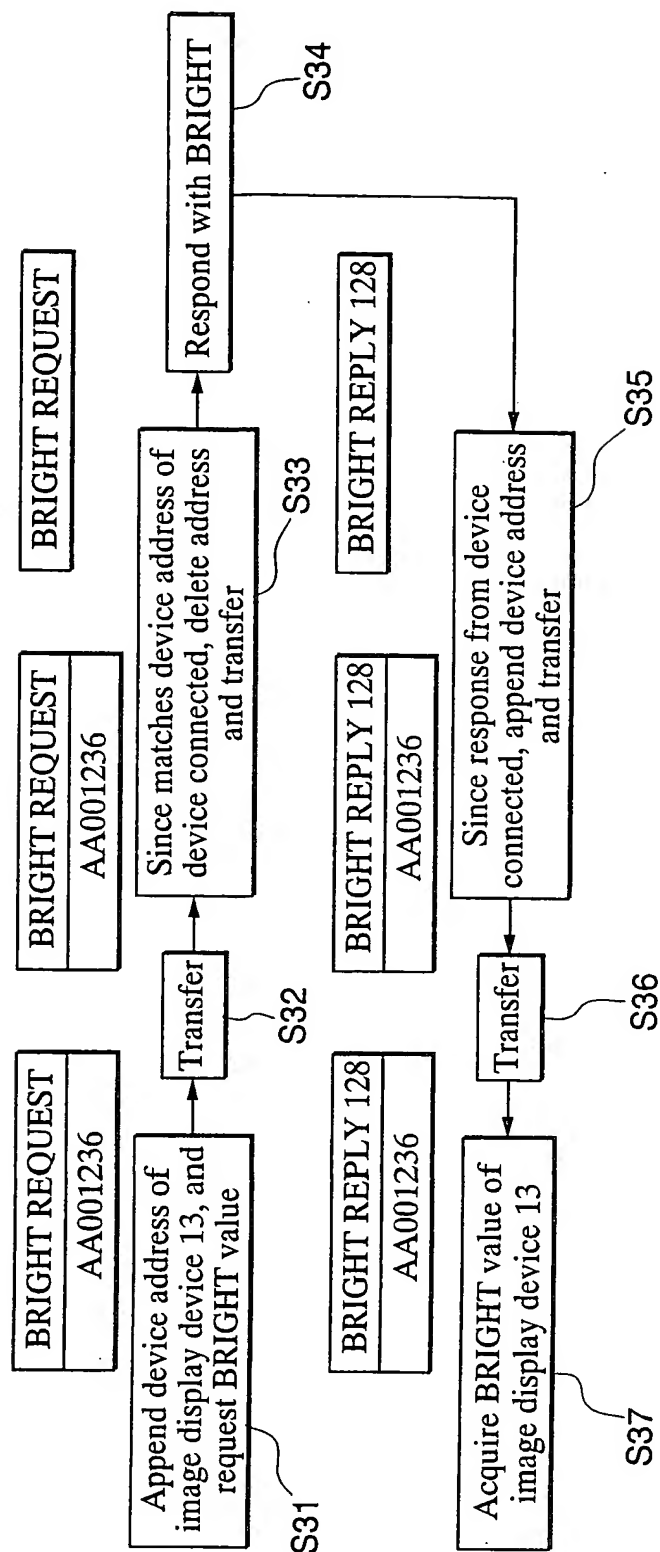 BRIGHT REQUEST
AA001236
BRIGHT REQUEST
AA001236
BRIGHT REQUEST
Append device address of
image display device 13, and
request BRIGHT value
S31
Transfer
S32
Since matches device address of
device connected, delete address
and transfer
S33
Respond with BRIGHT
S34
BRIGHT REPLY 128
AA001236
BRIGHT REPLY 128
AA001236
BRIGHT REPLY 128
Acquire BRIGHT value of
image display device 13
S37
Transfer
S36
Since response from device
connected, append device address
and transfer
S35